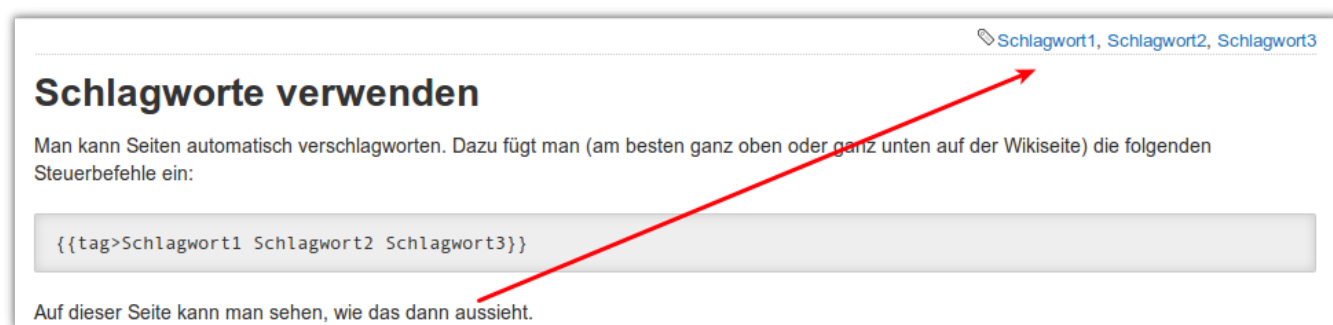 Schlagwort1, Schlagwort2, Schlagwort3
Schlagworte verwenden
Man kann Seiten automatisch verschlagworten. Dazu fügt man (am besten ganz oben oder ganz unten auf der Wikiseite) die folgenden
Steuerbefehle ein:
{{tag>Schlagwort1 Schlagwort2 Schlagwort3}}
Auf dieser Seite kann man sehen, wie das dann aussieht.